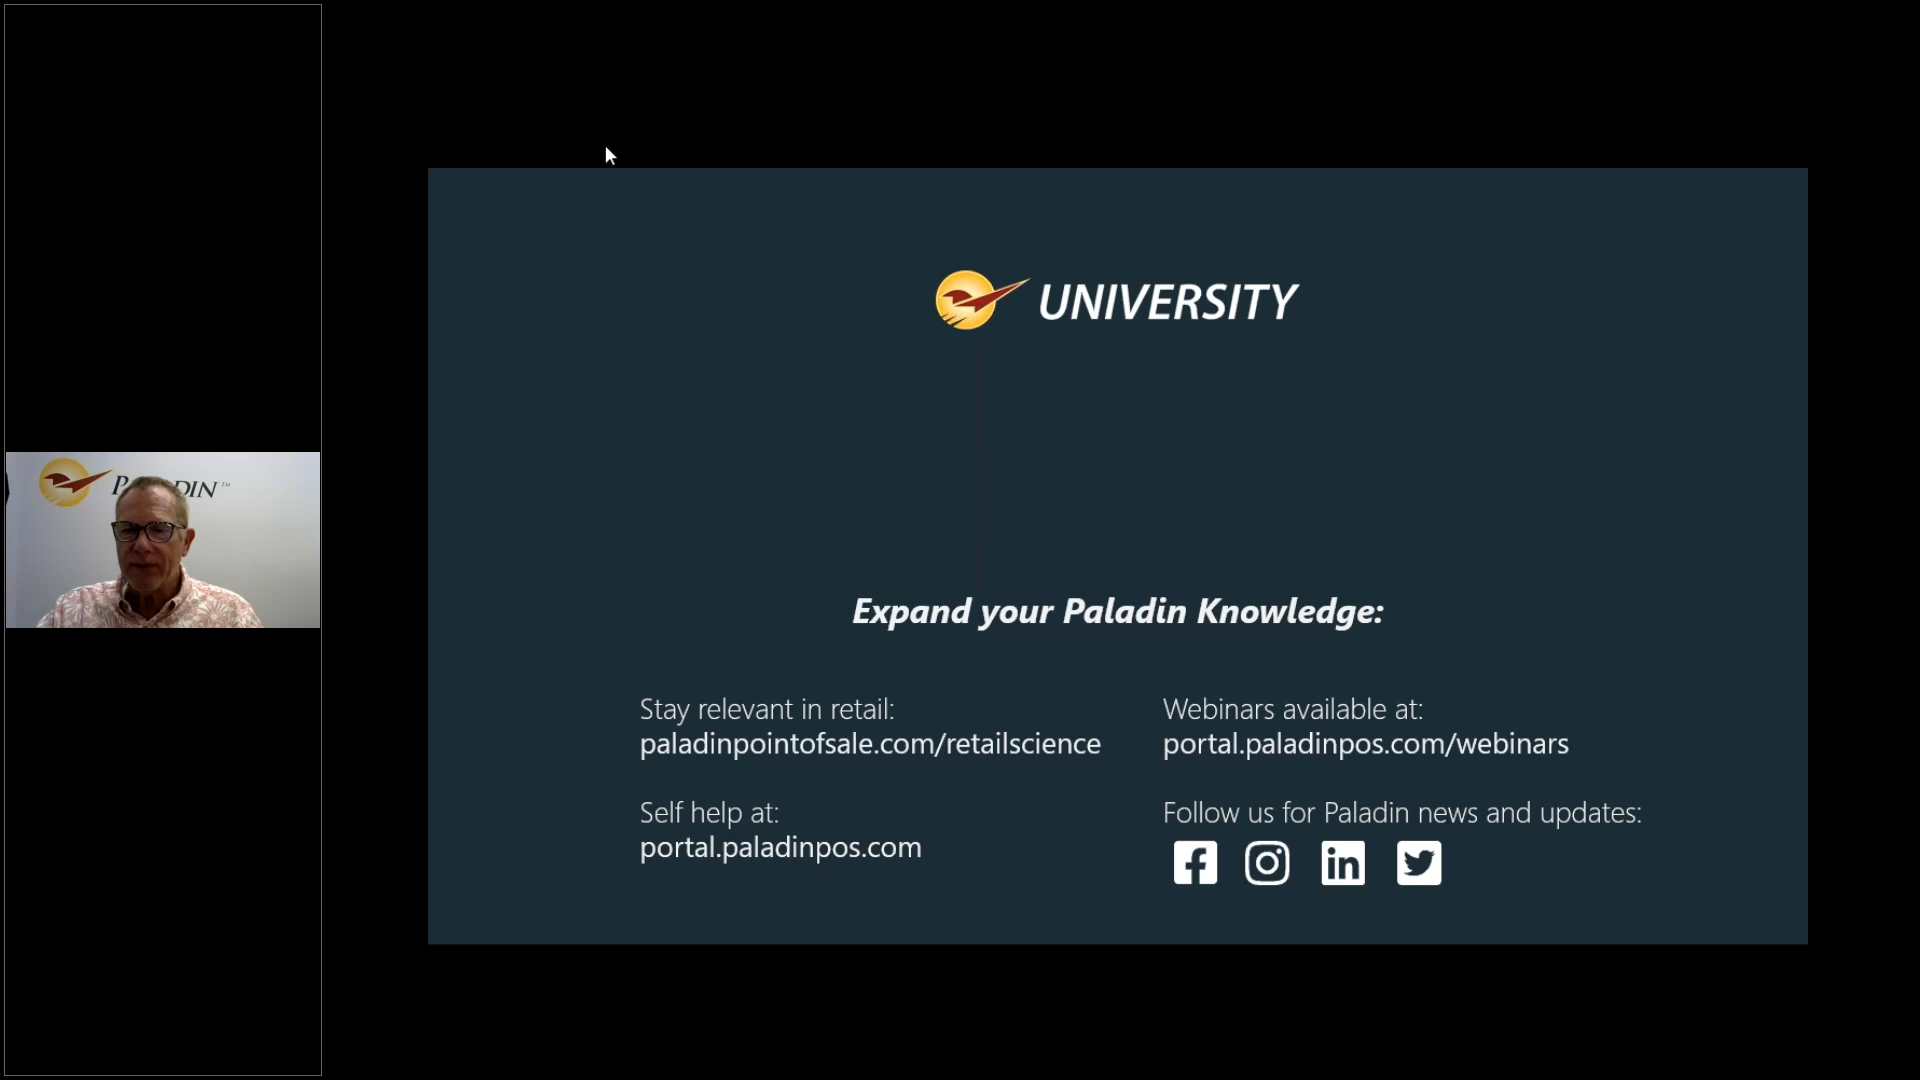 UNIVERSITY
Expand your Paladin Knowledge:
Stay relevant in retail:
paladinpointofsale.com/retailscience
Self help at:
portal.paladinpos.com
Webinars available at:
portal.paladinpos.com/webinars
Follow us for Paladin news and updates: